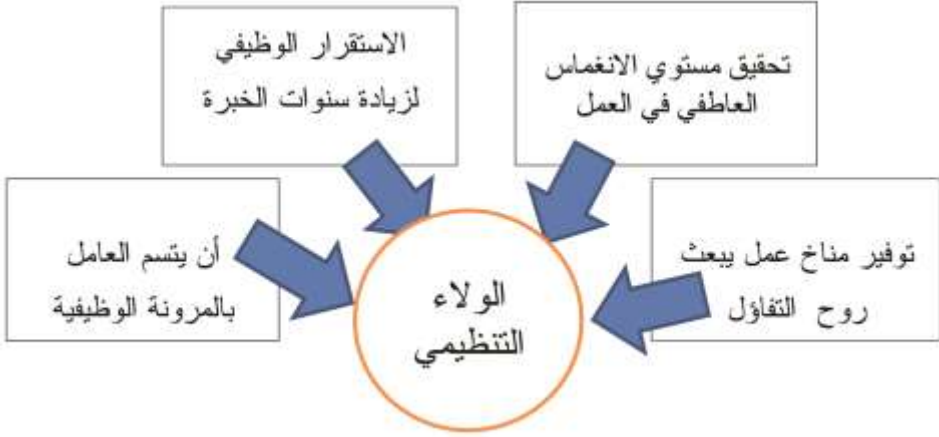 تحقيق مستوي الانغماس
العاطفي في العمل
الاستقرار الوظيفي
لزيادة سنوات الخبرة
توفير مناخ عمل يبعث
روح التفاؤل
أن يتسم العامل
بالمرونة الوظيفية
الولاء
التنظيمي